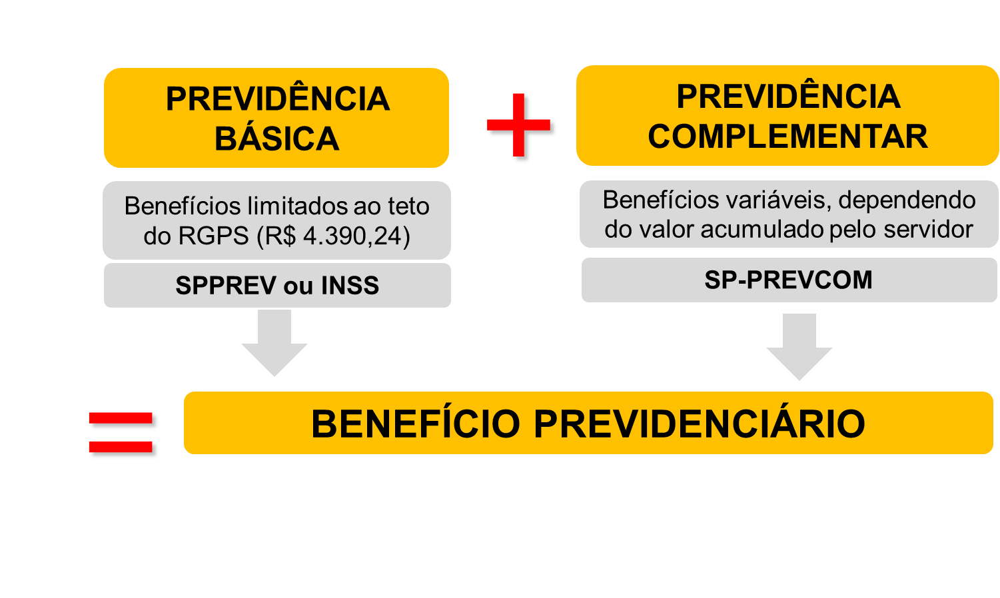 PREVIDÊNCIA
BÁSICA
+
PREVIDÊNCIA
COMPLEMENTAR
Benefícios limitados ao teto
do RGPS (R$ 4.390,24)
SPPREV ou INSS
Benefícios variáveis, dependendo
do valor acumulado pelo servidor
SP-PREVCOM
=
BENEFÍCIO PREVIDENCIÁRIO